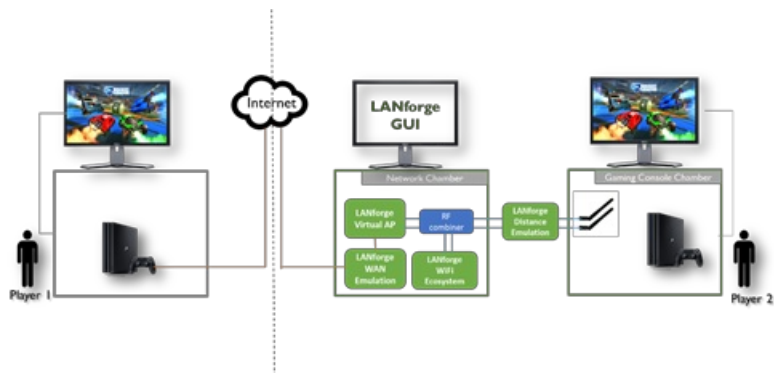 Internet
LANforge
GUI
Network Chamber
Gaming Console Chamber
LANforge
Virtual AP
RF
combiner
LANforge
Distance
Emulation
LANforge
WAN
Emulation
LANforge
WiFi
Ecosystem
Player 1
Player 2